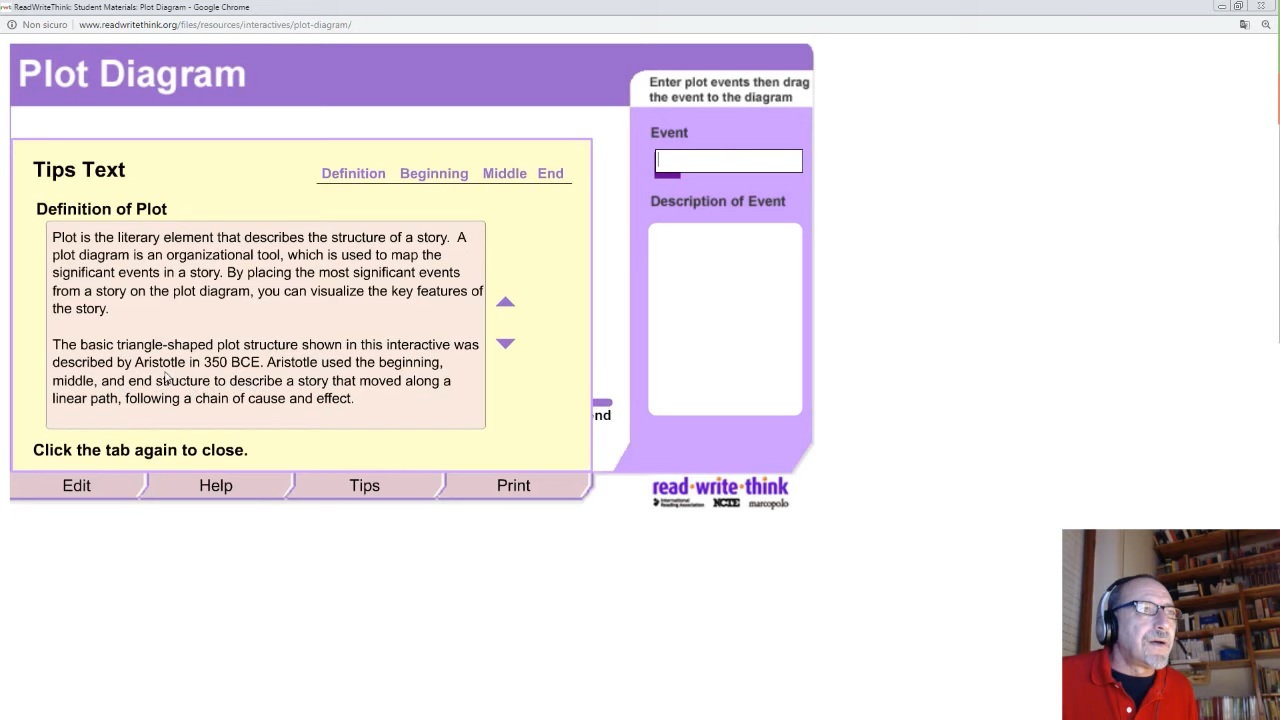 ReadWriteThink: Student Materials: Plot Diagram - Google Chrome
Non sicuro | www.readwritethink.org/files/resources/interactives/plot-diagram/
Plot Diagram
Enter plot events then drag
the event to the diagram
Event
Description of Event
Tips Text
Definition Beginning Middle End
Definition of Plot
Plot is the literary element that describes the structure of a story. A
plot diagram is an organizational tool, which is used to map the
significant events in a story. By placing the most significant events
from a story on the plot diagram, you can visualize the key features of
the story.
The basic triangle-shaped plot structure shown in this interactive was
described by Aristotle in 350 BCE. Aristotle used the beginning,
middle, and end structure to describe a story that moved along a
linear path, following a chain of cause and effect.
nd
Click the tab again to close.
Edit Help Tips Print
read·write·think
International Reading Association NCTE marcopolo